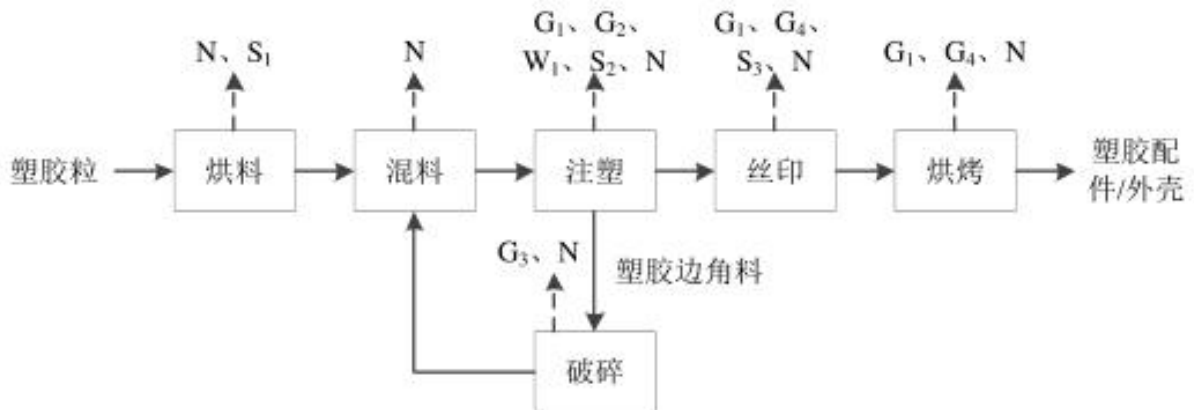 G₁、G₂、
W₁、S₂、N
G₁、G₄、
S₃、N
N、S₁
N
G₁、G₄、N
塑胶粒
烘料
混料
注塑
丝印
烘烤
塑胶配
件/外壳
G₃、N
塑胶边角料
破碎